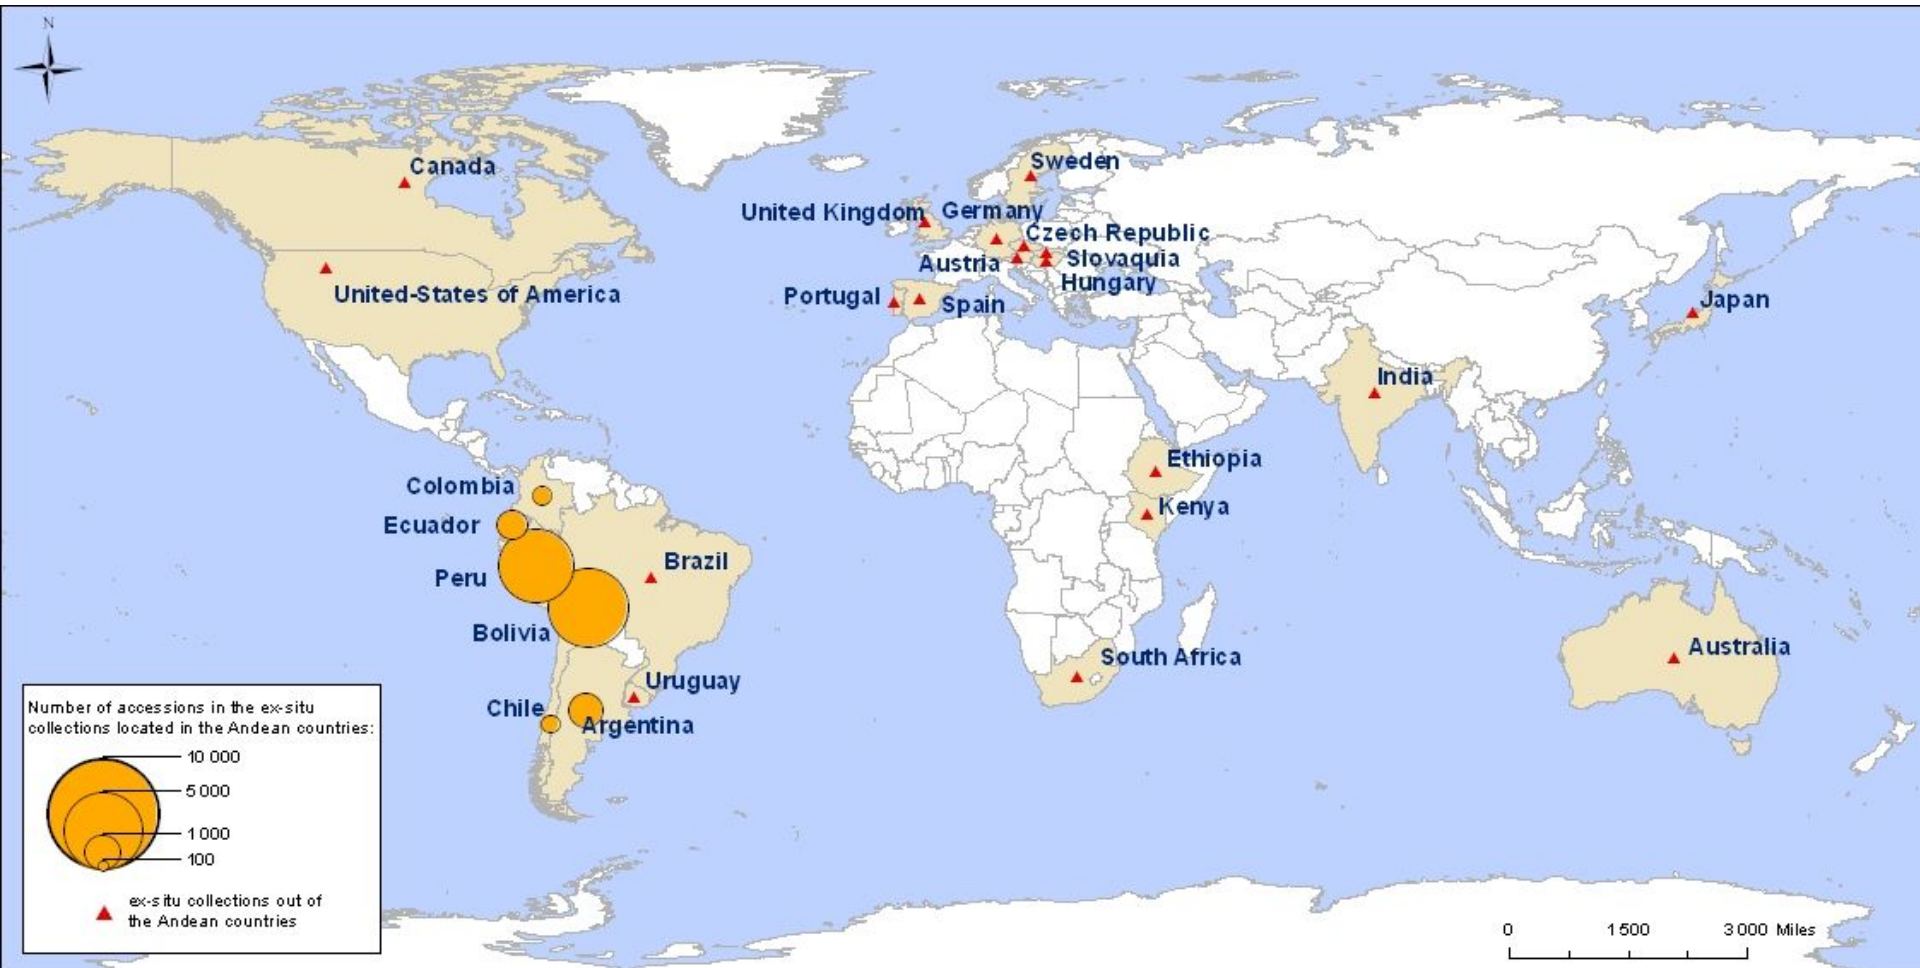 N
Canada
Sweden
United Kingdom
Germany
Czech Republic
Austria
Slovaquia
Hungary
United-States of America
Portugal
Spain
Japan
India
Ethiopia
Colombia
Kenya
Ecuador
Brazil
Peru
Bolivia
South Africa
Australia
Uruguay
Chile
Argentina
Number of accessions in the ex-situ
collections located in the Andean countries:
10 000
5 000
1 000
100
ex-situ collections out of
the Andean countries
0 1 500 3 000 Miles